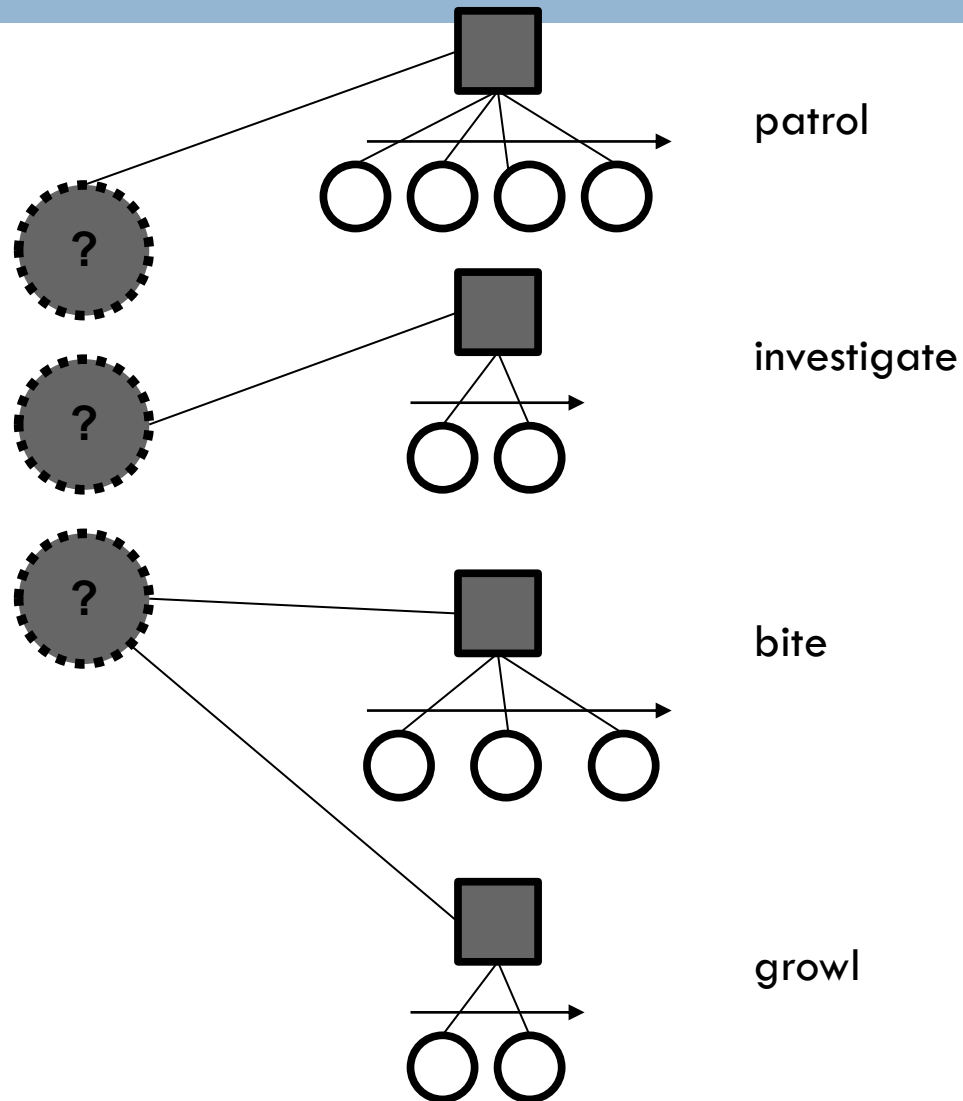 patrol
?
investigate
?
?
bite
growl